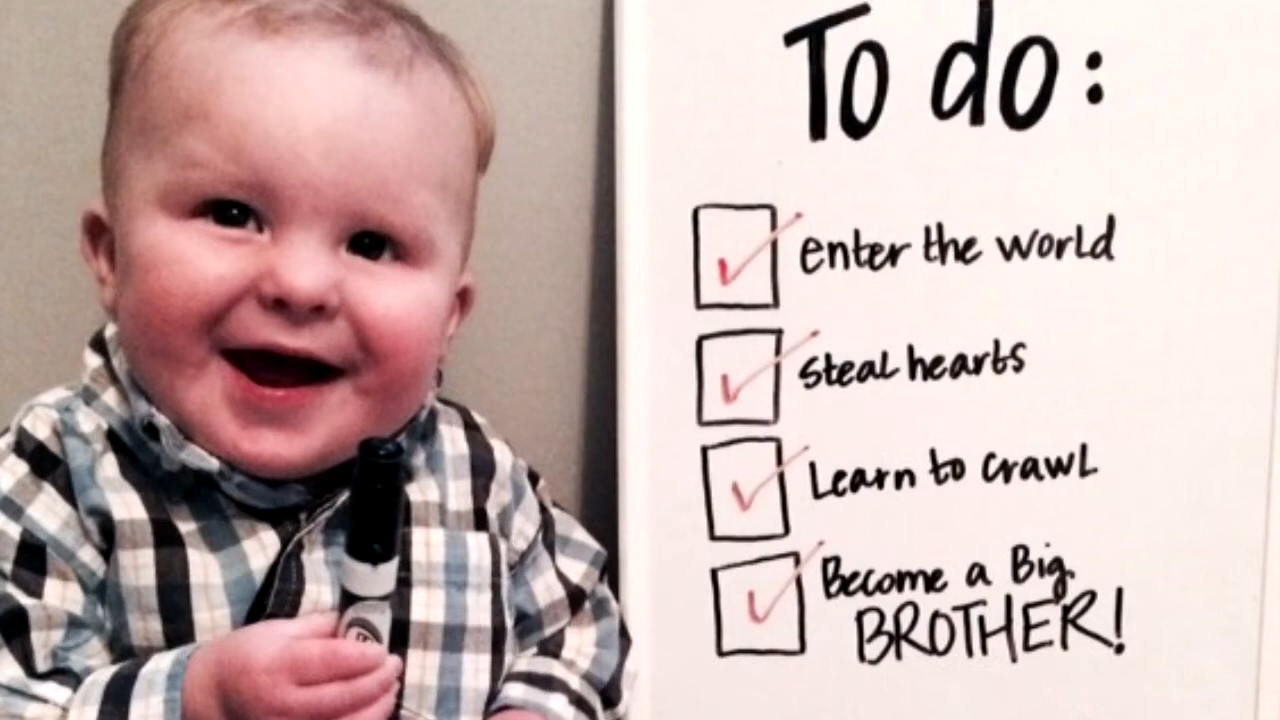 To do:
enter the world
steal hearts
Learn to crawl
Become a Big
BROTHER!